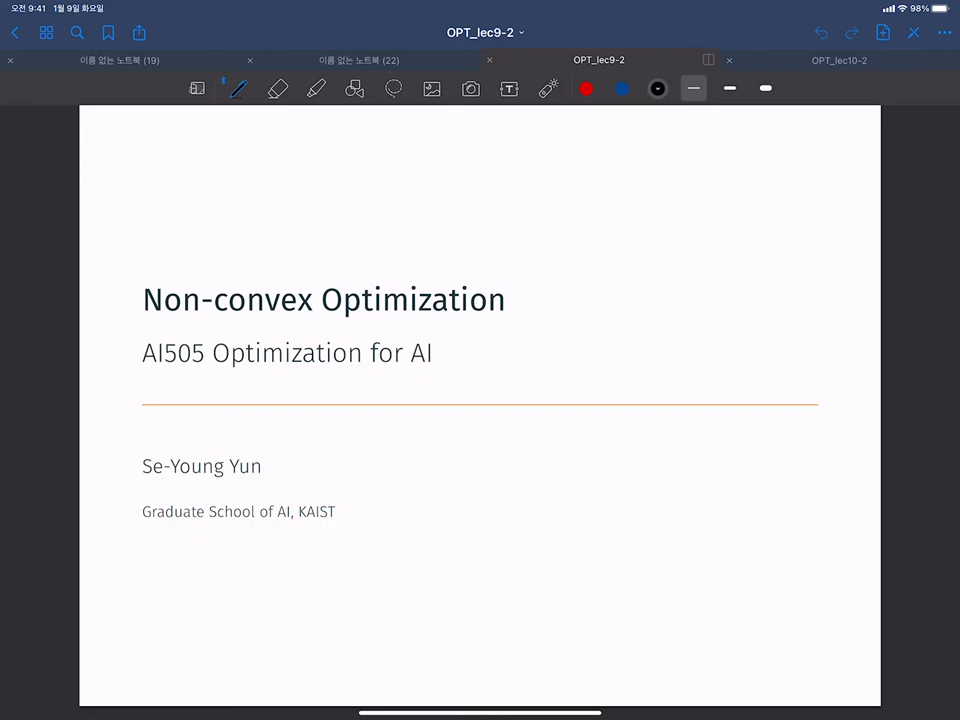 오전 9:41 1월 9일 화요일
98%
OPT_lec9-2
이름 없는 노트북 (19)
이름 없는 노트북 (22)
OPT_lec9-2
OPT_lec10-2
T
Non-convex Optimization
AI505 Optimization for AI
Se-Young Yun
Graduate School of AI, KAIST